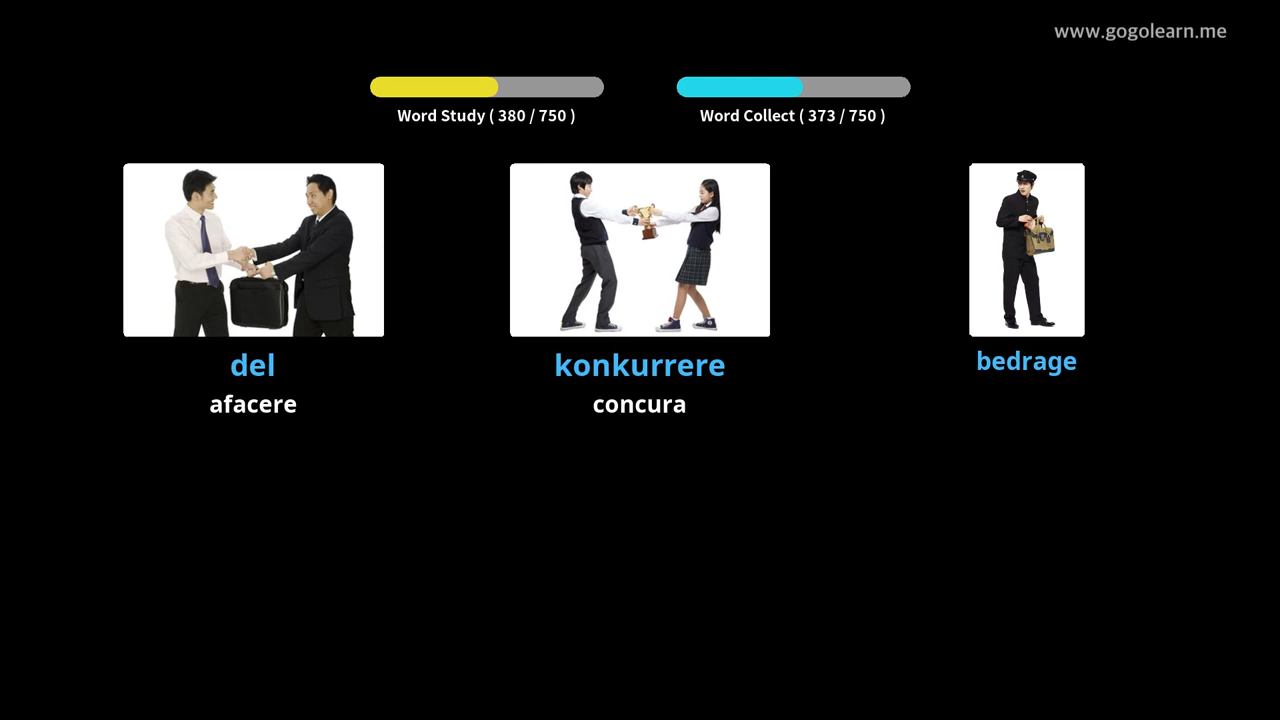 www.gogolearn.me
Word Study ( 380 / 750 )
Word Collect ( 373 / 750 )
del
afacere
konkurrere
concura
bedrage